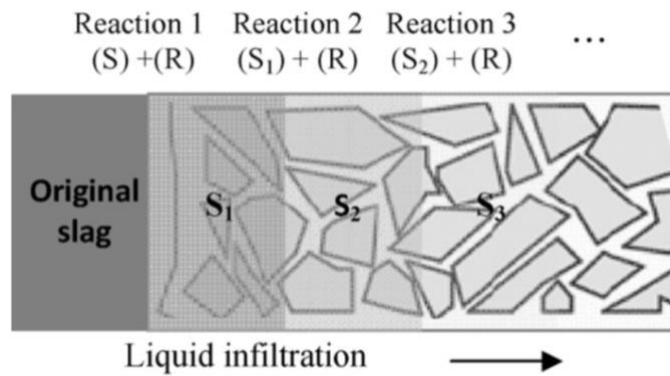 Reaction 1 Reaction 2 Reaction 3 ...
(S) +(R) (S₁) + (R) (S₂) + (R)
Original
slag
S₁ S₂ S₃
Liquid infiltration